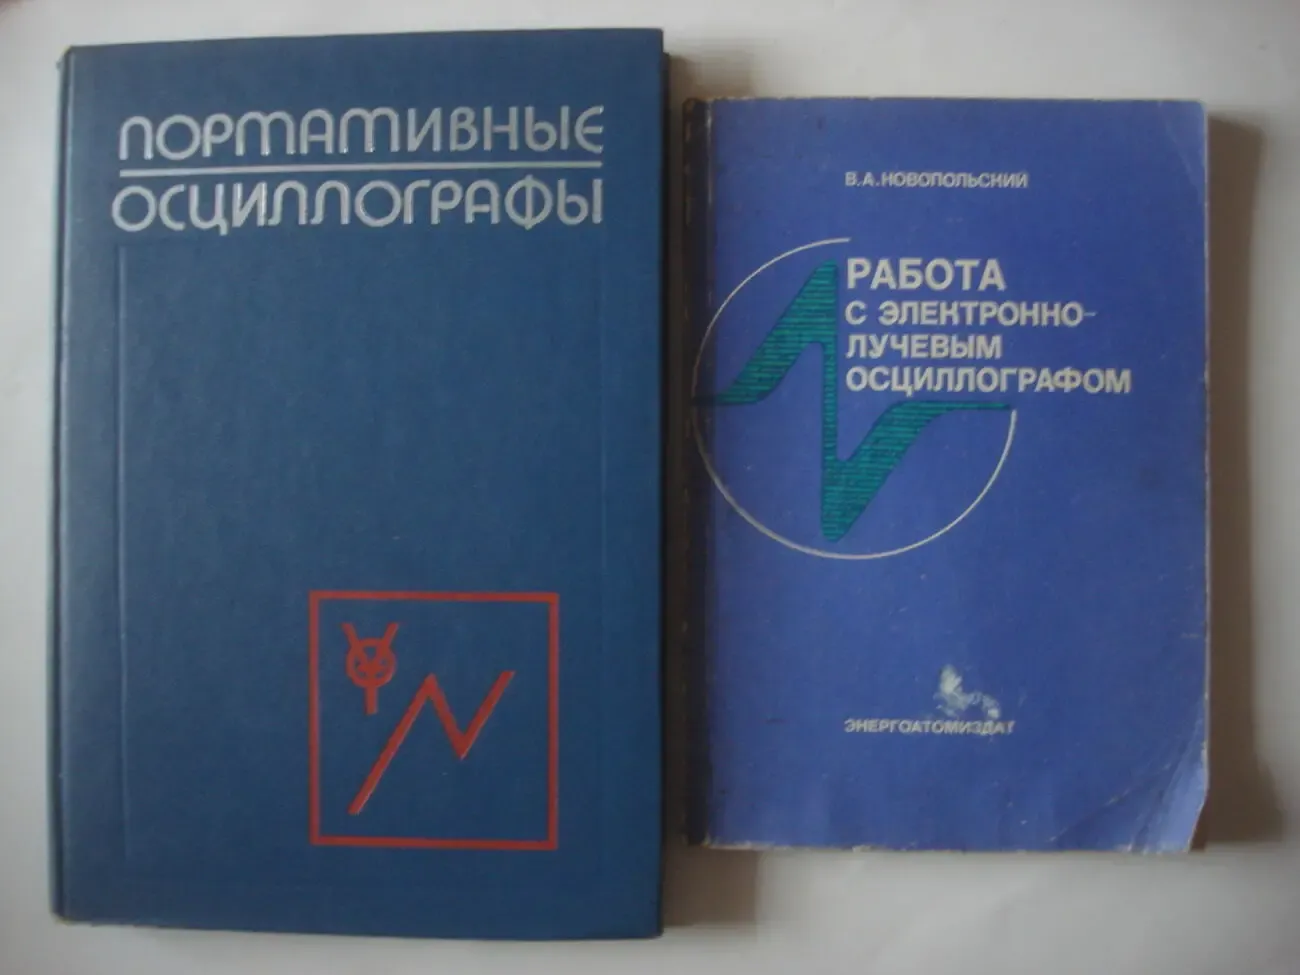 ПОРТАТИВНЫЕ
ОСЦИЛЛОГРАФЫ
В.А.НОВОПОЛЬСКИЙ
РАБОТА
С ЭЛЕКТРОННО-
ЛУЧЕВЫМ
ОСЦИЛЛОГРАФОМ
ЭНЕРГОАТОМИЗДАТ